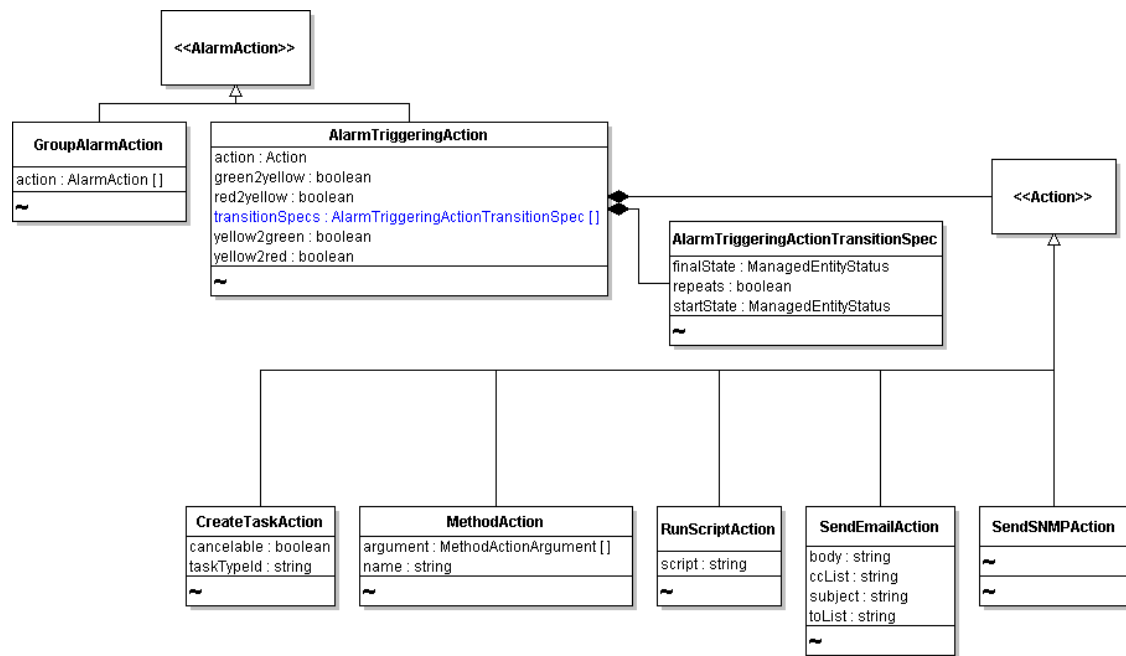 <<AlarmAction>>
GroupAlarmAction
action : AlarmAction [ ]
~
AlarmTriggeringAction
action : Action
green2yellow : boolean
red2yellow : boolean
transitionSpecs : AlarmTriggeringActionTransitionSpec [ ]
yellow2green : boolean
yellow2red : boolean
~
<<Action>>
AlarmTriggeringActionTransitionSpec
finalState : ManagedEntityStatus
repeats : boolean
startState : ManagedEntityStatus
~
CreateTaskAction
cancelable : boolean
taskTypeId : string
~
MethodAction
argument : MethodActionArgument [ ]
name : string
~
RunScriptAction
script : string
~
SendEmailAction
body : string
ccList : string
subject : string
toList : string
~
SendSNMPAction
~
~